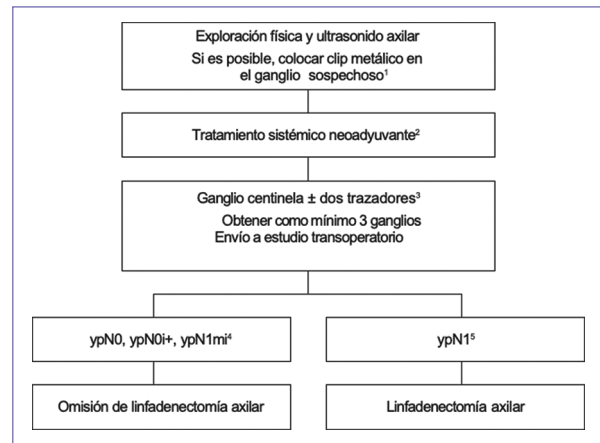 Exploración física y ultrasonido axilar
Si es posible, colocar clip metálico en
el ganglio sospechoso¹
Tratamiento sistémico neoadyuvante²
Ganglio centinela ± dos trazadores³
Obtener como mínimo 3 ganglios
Envío a estudio transoperatorio
ypN0, ypN0i+, ypN1mi⁴
ypN1⁵
Omisión de linfadenectomía axilar
Linfadenectomía axilar